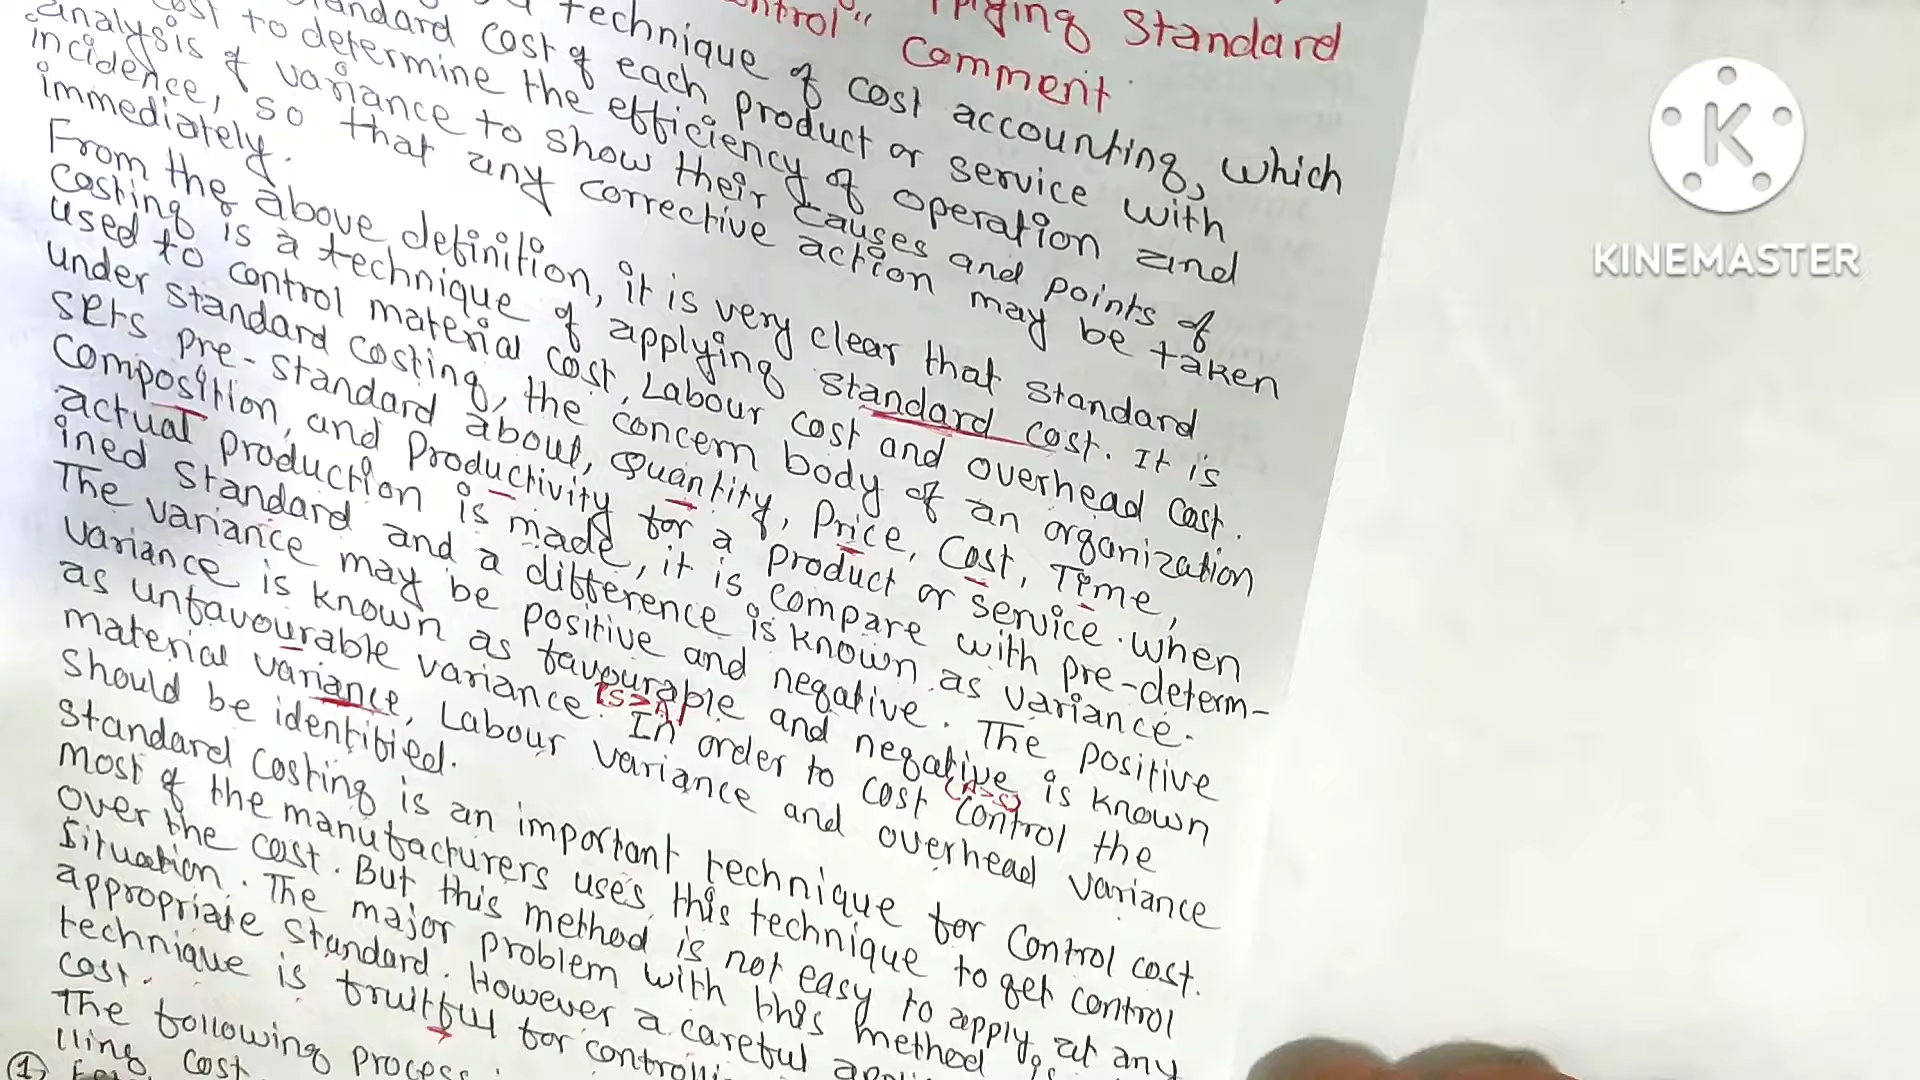 Standard
control" Comment
technique of cost accounting, which
standard cost of each product or service with
cost to determine the efficiency of operation and
analysis of variance to show their causes and points of
incidence, so that any corrective action may be taken
immediately.
From the above definition, it is very clear that standard
costing is a technique of applying standard cost. It is
used to control material cost, Labour cost and overhead cost.
under standard costing, the concern body of an organization
sets pre-standard about, quantity, Price, Cost, Time,
composition, and Productivity for a product or service. when
actual production is made, it is compare with pre-determ-
ined standard and a difference is known as variance.
The variance may be positive and negative. The positive
variance is known as favourable and negative is known
(S>A)
(A>S)
as unfavourable variance. In order to cost control the
material variance, Labour variance and overhead variance
should be identified.
standard costing is an important technique for control cost.
most of the manufacturers uses this technique to get control
over the cost. But this method is not easy to apply at any
situation. The major problem with this method is
appropriate standard. However a careful
technique is fruitful for
cost.
The following process
lling cost
①
KINEMASTER